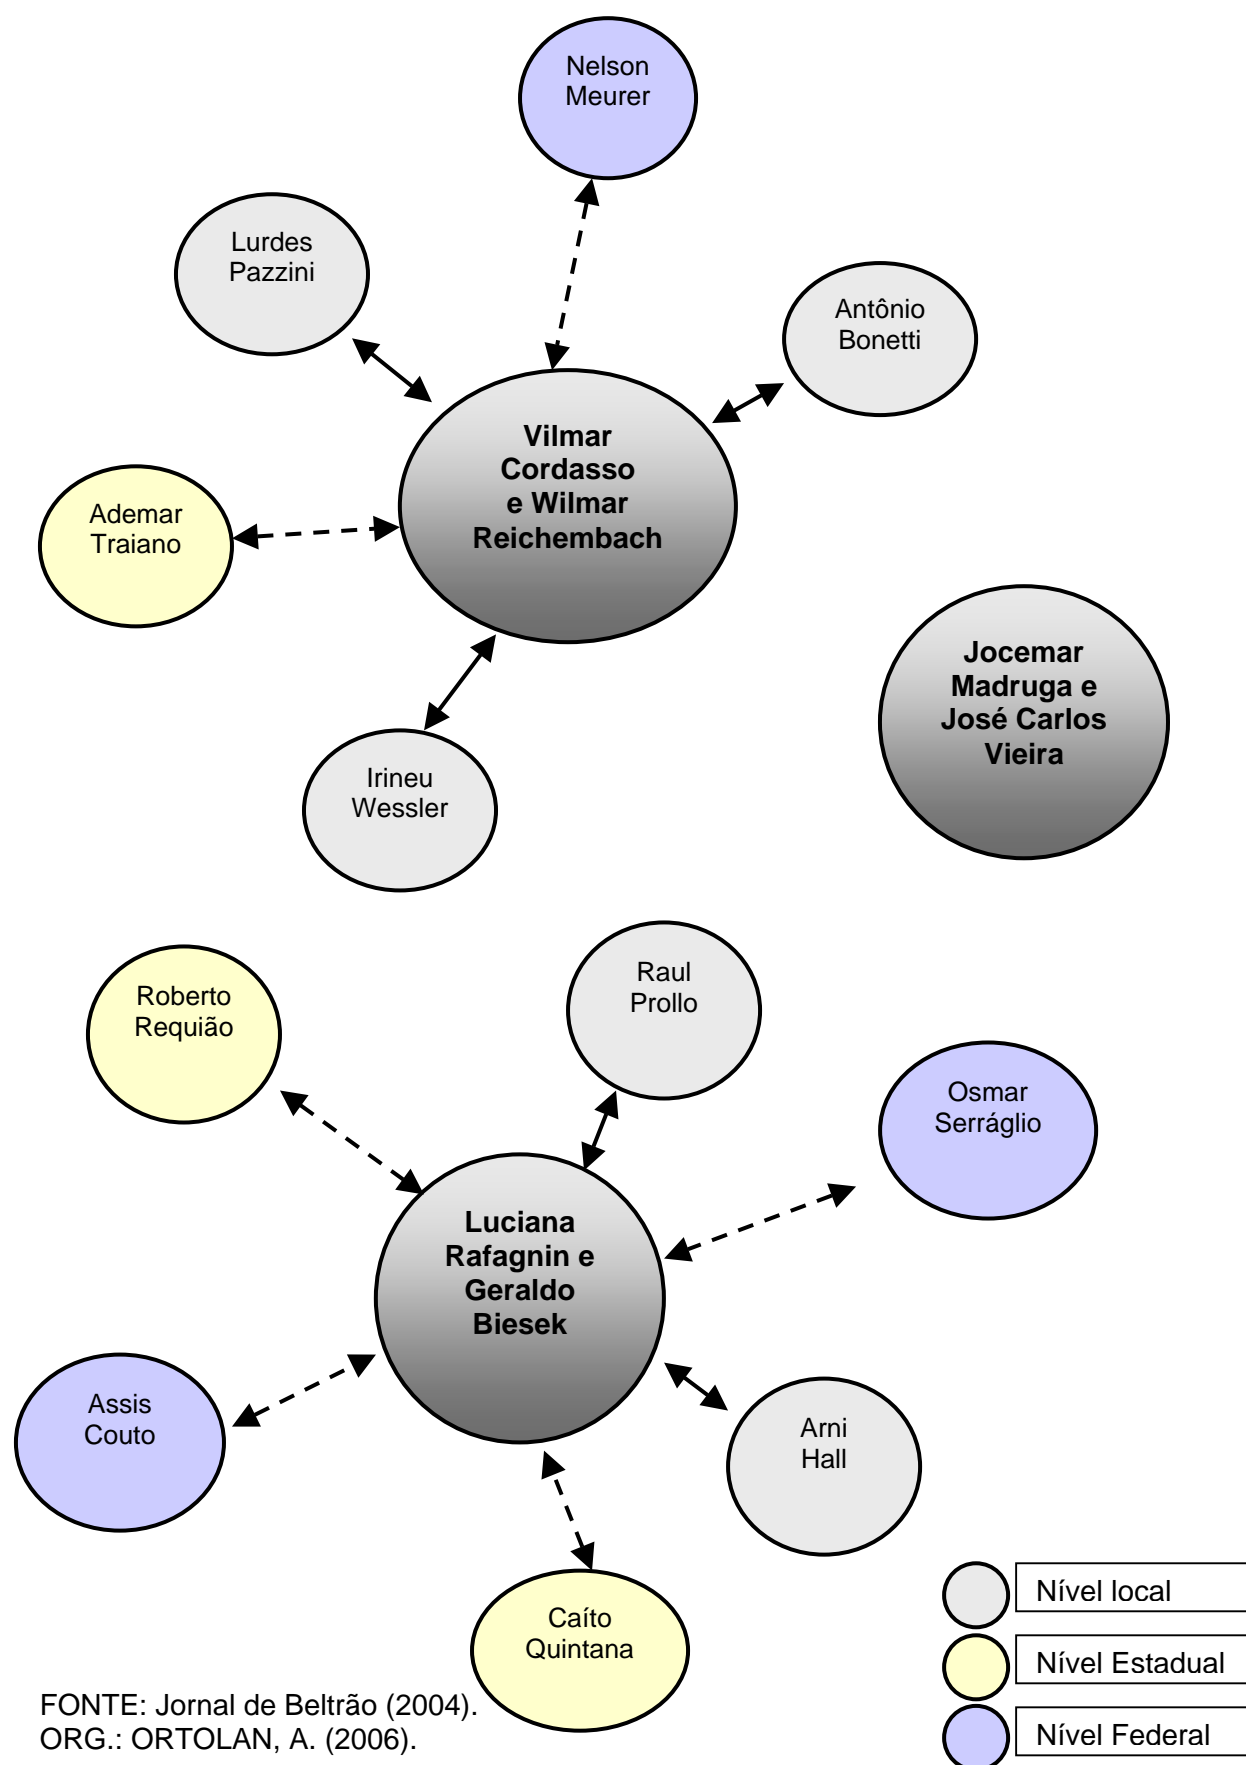 Nelson
Meurer
Lurdes
Pazzini
Antônio
Bonetti
Vilmar
Cordasso
e Wilmar
Reichembach
Ademar
Traiano
Jocemar
Madruga e
José Carlos
Vieira
Irineu
Wessler
Raul
Prollo
Roberto
Requião
Osmar
Serráglio
Luciana
Rafagnin e
Geraldo
Biesek
Assis
Couto
Arni
Hall
Caíto
Quintana
Nível local
Nível Estadual
Nível Federal
FONTE: Jornal de Beltrão (2004).
ORG.: ORTOLAN, A. (2006).